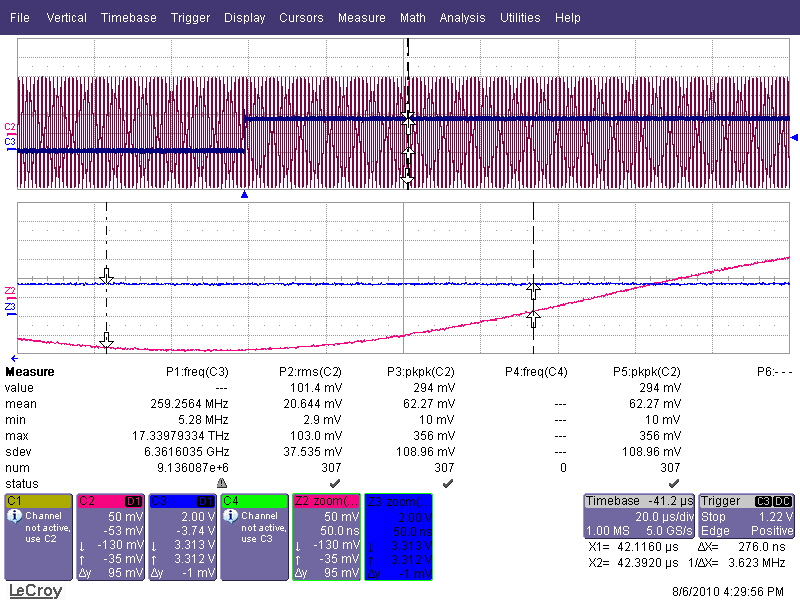 File Vertical Timebase Trigger Display Cursors Measure Math Analysis Utilities Help
C2
C3
Z2
Z3
Measure P1:freq(C3) P2:rms(C2) P3:pkpk(C2) P4:freq(C4) P5:pkpk(C2) P6:- - -
value --- 101.4 mV 294 mV 294 mV
mean 259.2564 MHz 20.644 mV 62.27 mV --- 62.27 mV
min 5.28 MHz 2.9 mV 10 mV --- 10 mV
max 17.33979334 THz 103.0 mV 356 mV --- 356 mV
sdev 6.3616035 GHz 37.535 mV 108.96 mV --- 108.96 mV
num 9.136087e+6 307 307 0 307
status
C1
Channel
not active,
use C2
C2 D1
50 mV
-53 mV
↓ -130 mV
↑ -35 mV
Δy 95 mV
C3 D1
2.00 V
-3.74 V
↓ 3.313 V
↑ 3.312 V
Δy -1 mV
C4
Channel
not active,
use C3
Z2 zoom(...
50 mV
50.0 ns
↓ -130 mV
↑ -35 mV
Δy 95 mV
Z3 zoom(...
2.00 V
50.0 ns
↓ 3.313 V
↑ 3.312 V
Δy -1 mV
Timebase -41.2 µs
20.0 µs/div
1.00 MS 5.0 GS/s
Trigger C3 DC
Stop 1.22 V
Edge Positive
X1= 42.1160 µs ΔX= 276.0 ns
X2= 42.3920 µs 1/ΔX= 3.623 MHz
LeCroy
8/6/2010 4:29:56 PM